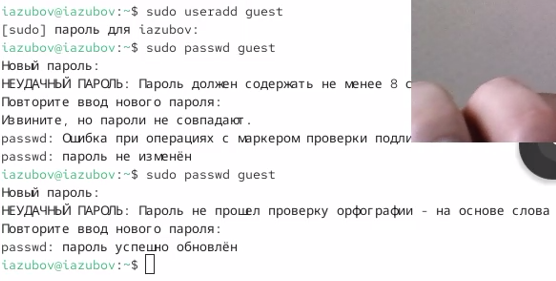 iazubov@iazubov:~$ sudo useradd guest
[sudo] пароль для iazubov:
iazubov@iazubov:~$ sudo passwd guest
Новый пароль:
НЕУДАЧНЫЙ ПАРОЛЬ: Пароль должен содержать не менее 8 с
Повторите ввод нового пароля:
Извините, но пароли не совпадают.
passwd: Ошибка при операциях с маркером проверки подли
passwd: пароль не изменён
iazubov@iazubov:~$ sudo passwd guest
Новый пароль:
НЕУДАЧНЫЙ ПАРОЛЬ: Пароль не прошел проверку орфографии - на основе слова
Повторите ввод нового пароля:
passwd: пароль успешно обновлён
iazubov@iazubov:~$